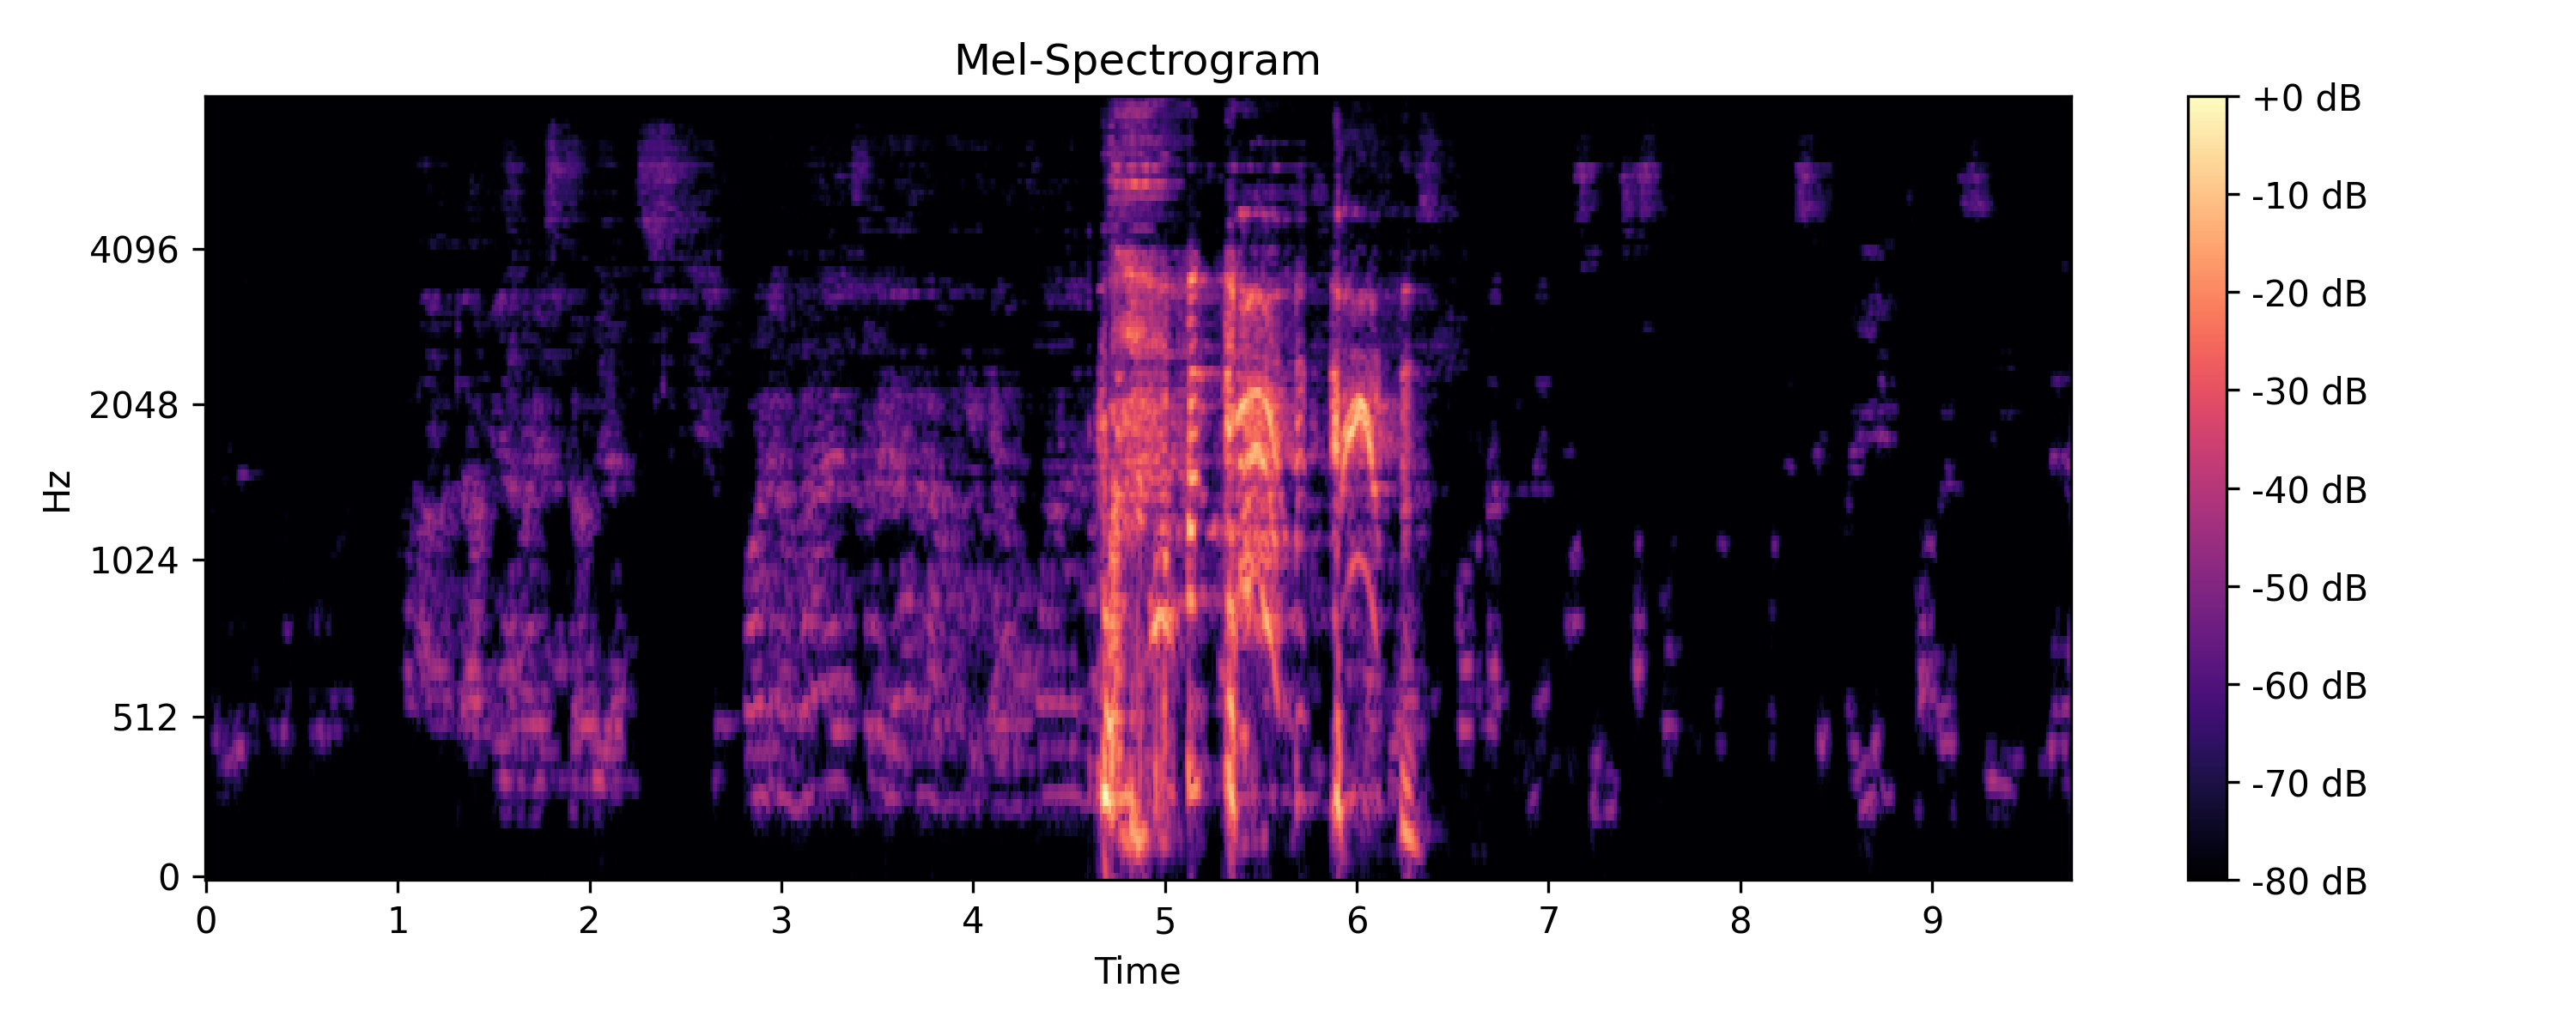 Mel-Spectrogram
+0 dB
4096
-10 dB
-20 dB
2048
-30 dB
Hz
-40 dB
1024
-50 dB
512
-60 dB
-70 dB
0
-80 dB
0 1 2 3 4 5 6 7 8 9
Time